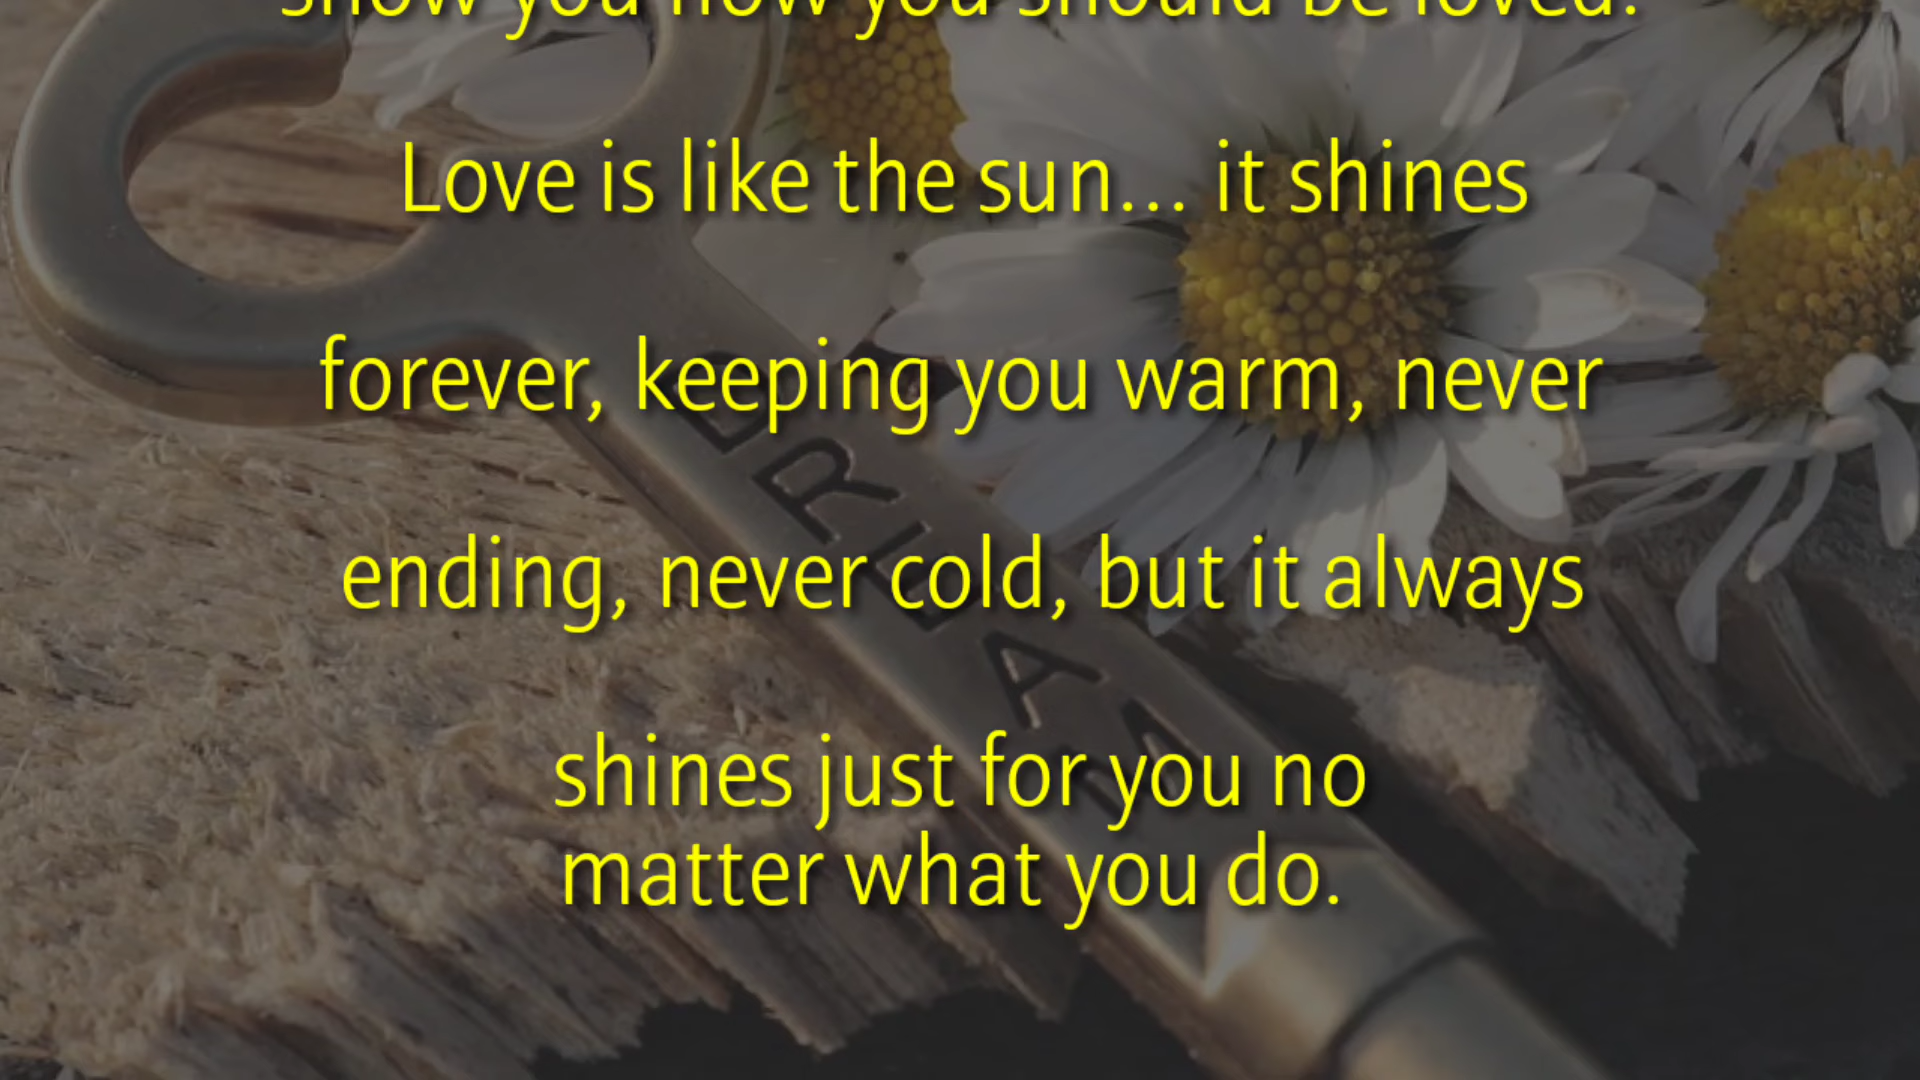 show you how you should be loved.
Love is like the sun... it shines
forever, keeping you warm, never
ending, never cold, but it always
shines just for you no
matter what you do.